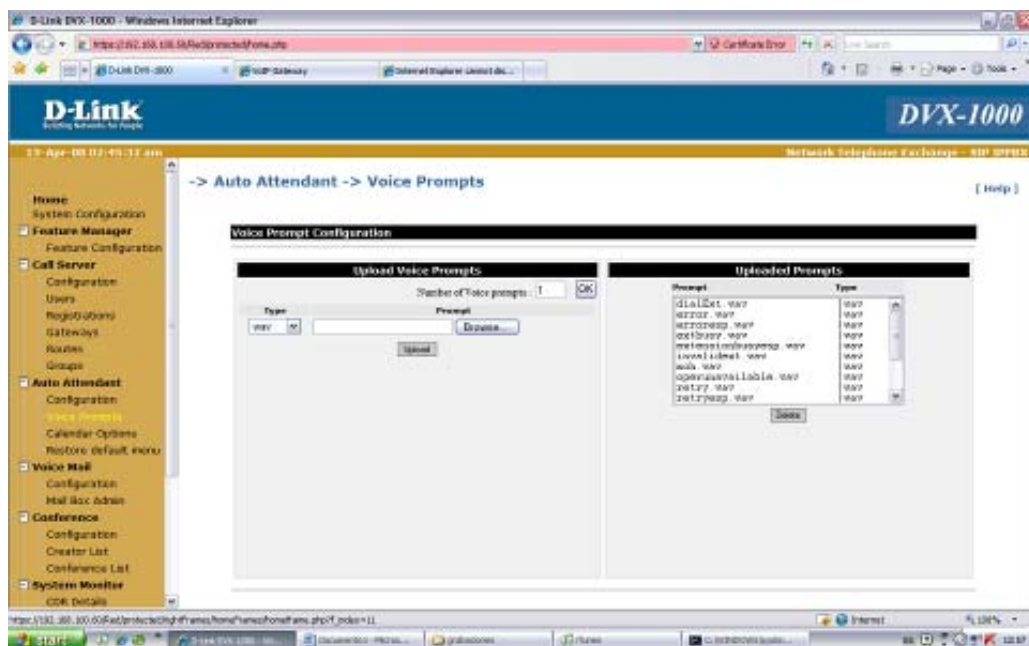 D-Link DVX-1000 - Windows Internet Explorer
Certificate Error
D-Link DVX-1000
VoIP Gateway
Internet Explorer cannot dis...
Page
Tools
D-Link
Building Networks for People
DVX-1000
Network Telephone Exchange - SIP IPPBX
-> Auto Attendant -> Voice Prompts
[ Help ]
Home
System Configuration
Feature Manager
Feature Configuration
Call Server
Configuration
Users
Registrations
Gateways
Routes
Groups
Auto Attendant
Configuration
Voice Prompts
Calendar Options
Restore default menu
Voice Mail
Configuration
Mail Box Admin
Conference
Configuration
Creator List
Conference List
System Monitor
CDR Details
Voice Prompt Configuration
Upload Voice Prompts
Number of Voice prompts : 1 OK
Type Prompt
wav Browse...
Upload
Uploaded Prompts
Prompt Type
dialExt.wav wav
error.wav wav
erroresp.wav wav
extbusy.wav wav
extensionbusyesp.wav wav
invalidext.wav wav
moh.wav wav
operunavailable.wav wav
retry.wav wav
retryesp.wav wav
Delete
Internet
100%
grabaciones
iTunes